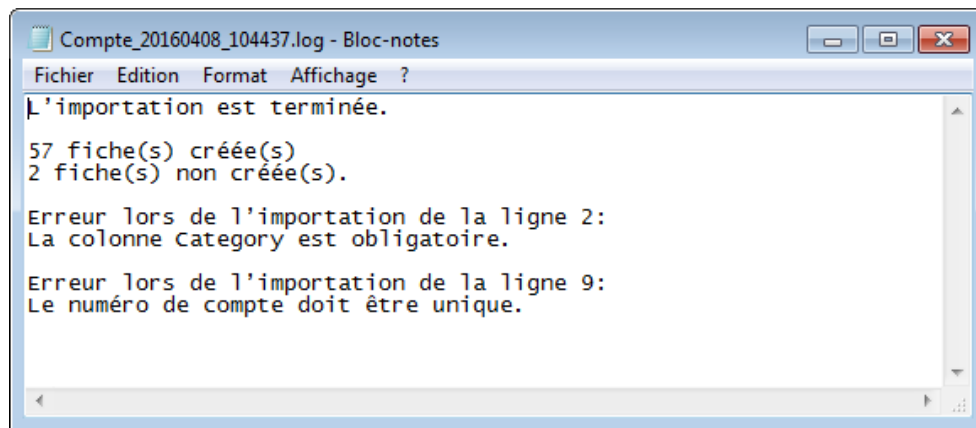 Compte_20160408_104437.log - Bloc-notes
Fichier Edition Format Affichage ?
L'importation est terminée.
57 fiche(s) créée(s)
2 fiche(s) non créée(s).
Erreur lors de l'importation de la ligne 2:
La colonne Category est obligatoire.
Erreur lors de l'importation de la ligne 9:
Le numéro de compte doit être unique.